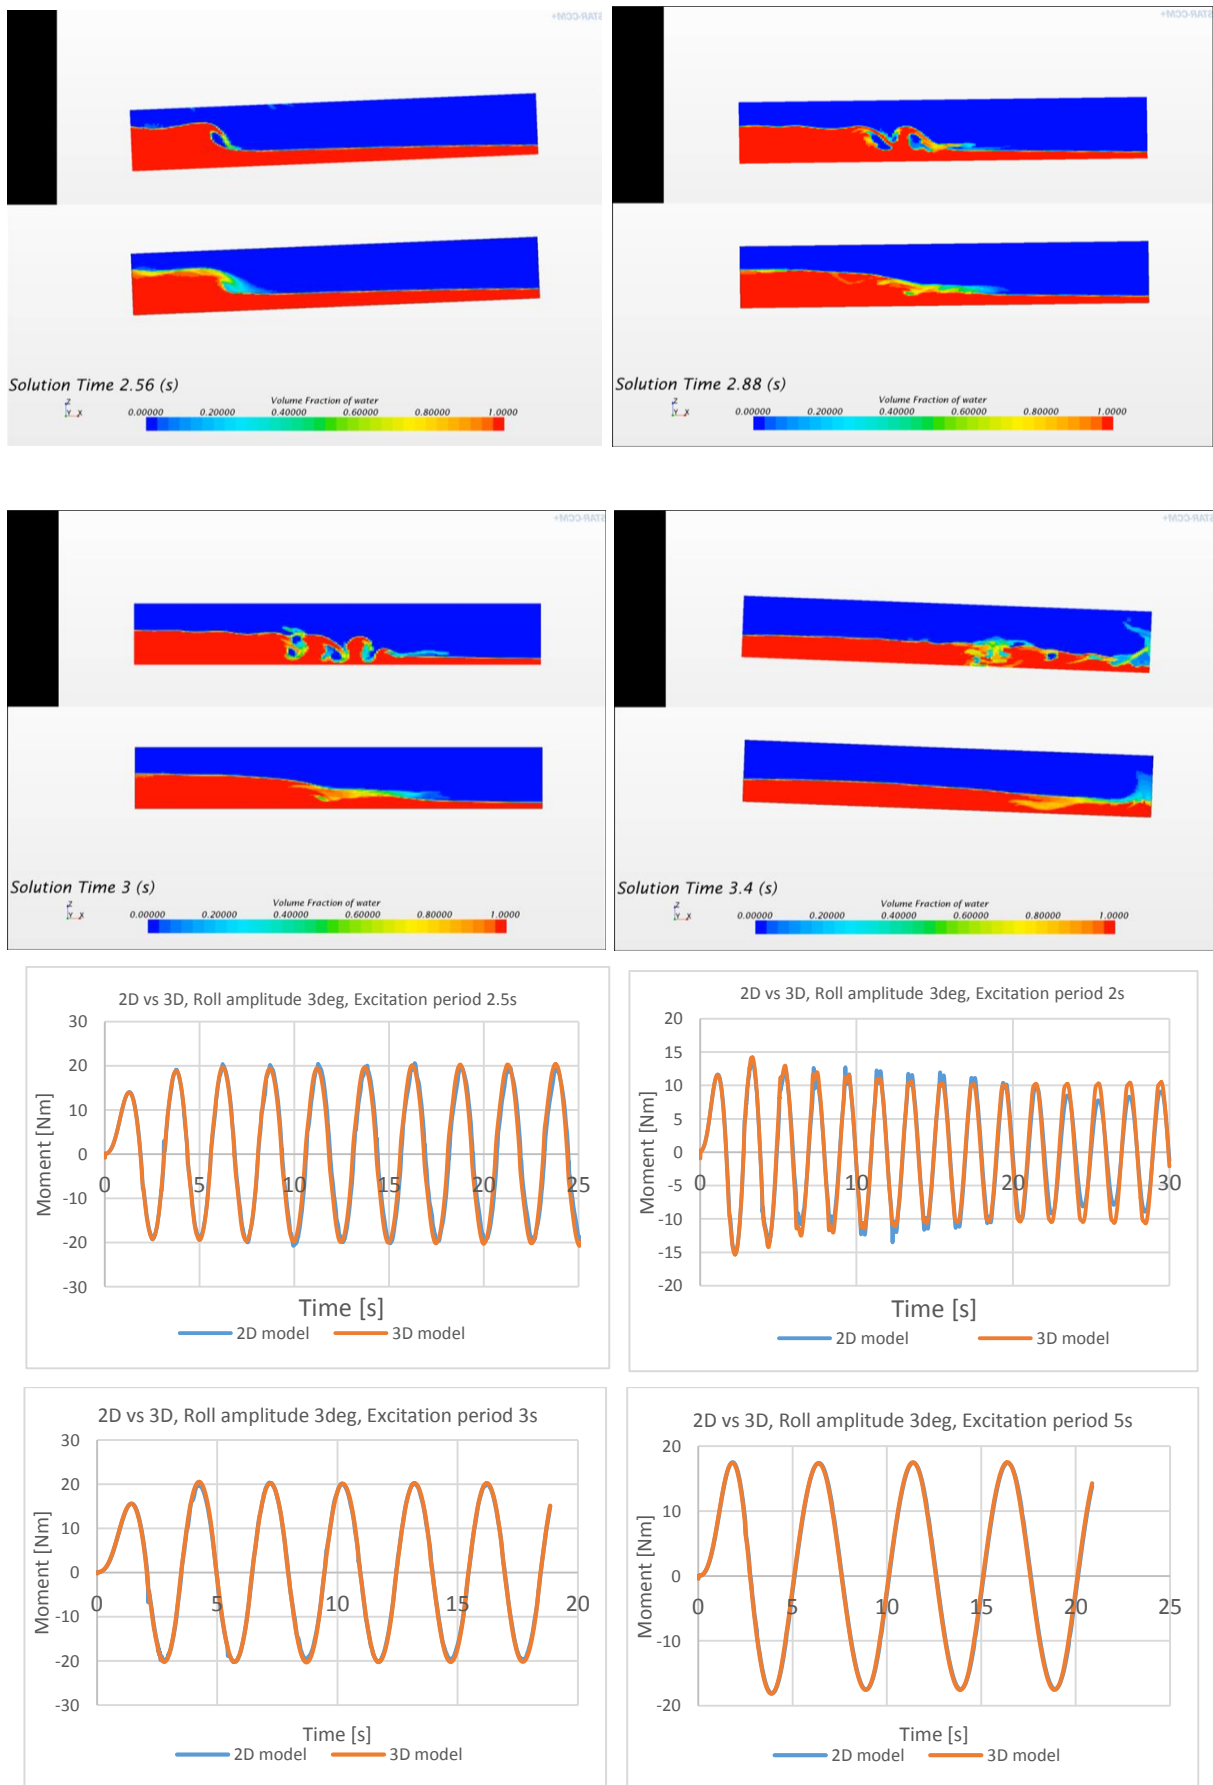 STAR-CCM+
STAR-CCM+
Solution Time 2.56 (s)
Z
Y X
Volume Fraction of water
0.00000 0.20000 0.40000 0.60000 0.80000 1.0000
Solution Time 2.88 (s)
Z
Y X
Volume Fraction of water
0.00000 0.20000 0.40000 0.60000 0.80000 1.0000
STAR-CCM+
STAR-CCM+
Solution Time 3 (s)
Z
Y X
Volume Fraction of water
0.00000 0.20000 0.40000 0.60000 0.80000 1.0000
Solution Time 3.4 (s)
Z
Y X
Volume Fraction of water
0.00000 0.20000 0.40000 0.60000 0.80000 1.0000
2D vs 3D, Roll amplitude 3deg, Excitation period 2.5s
30
20
10
0
-10
-20
-30
0 5 10 15 20 25
Moment [Nm]
Time [s]
2D model 3D model
2D vs 3D, Roll amplitude 3deg, Excitation period 2s
20
15
10
5
0
-5
-10
-15
-20
0 10 20 30
Moment [Nm]
Time [s]
2D model 3D model
2D vs 3D, Roll amplitude 3deg, Excitation period 3s
30
20
10
0
-10
-20
-30
0 5 10 15 20
Moment [Nm]
Time [s]
2D model 3D model
2D vs 3D, Roll amplitude 3deg, Excitation period 5s
20
10
0
-10
-20
0 5 10 15 20 25
Moment [Nm]
Time [s]
2D model 3D model